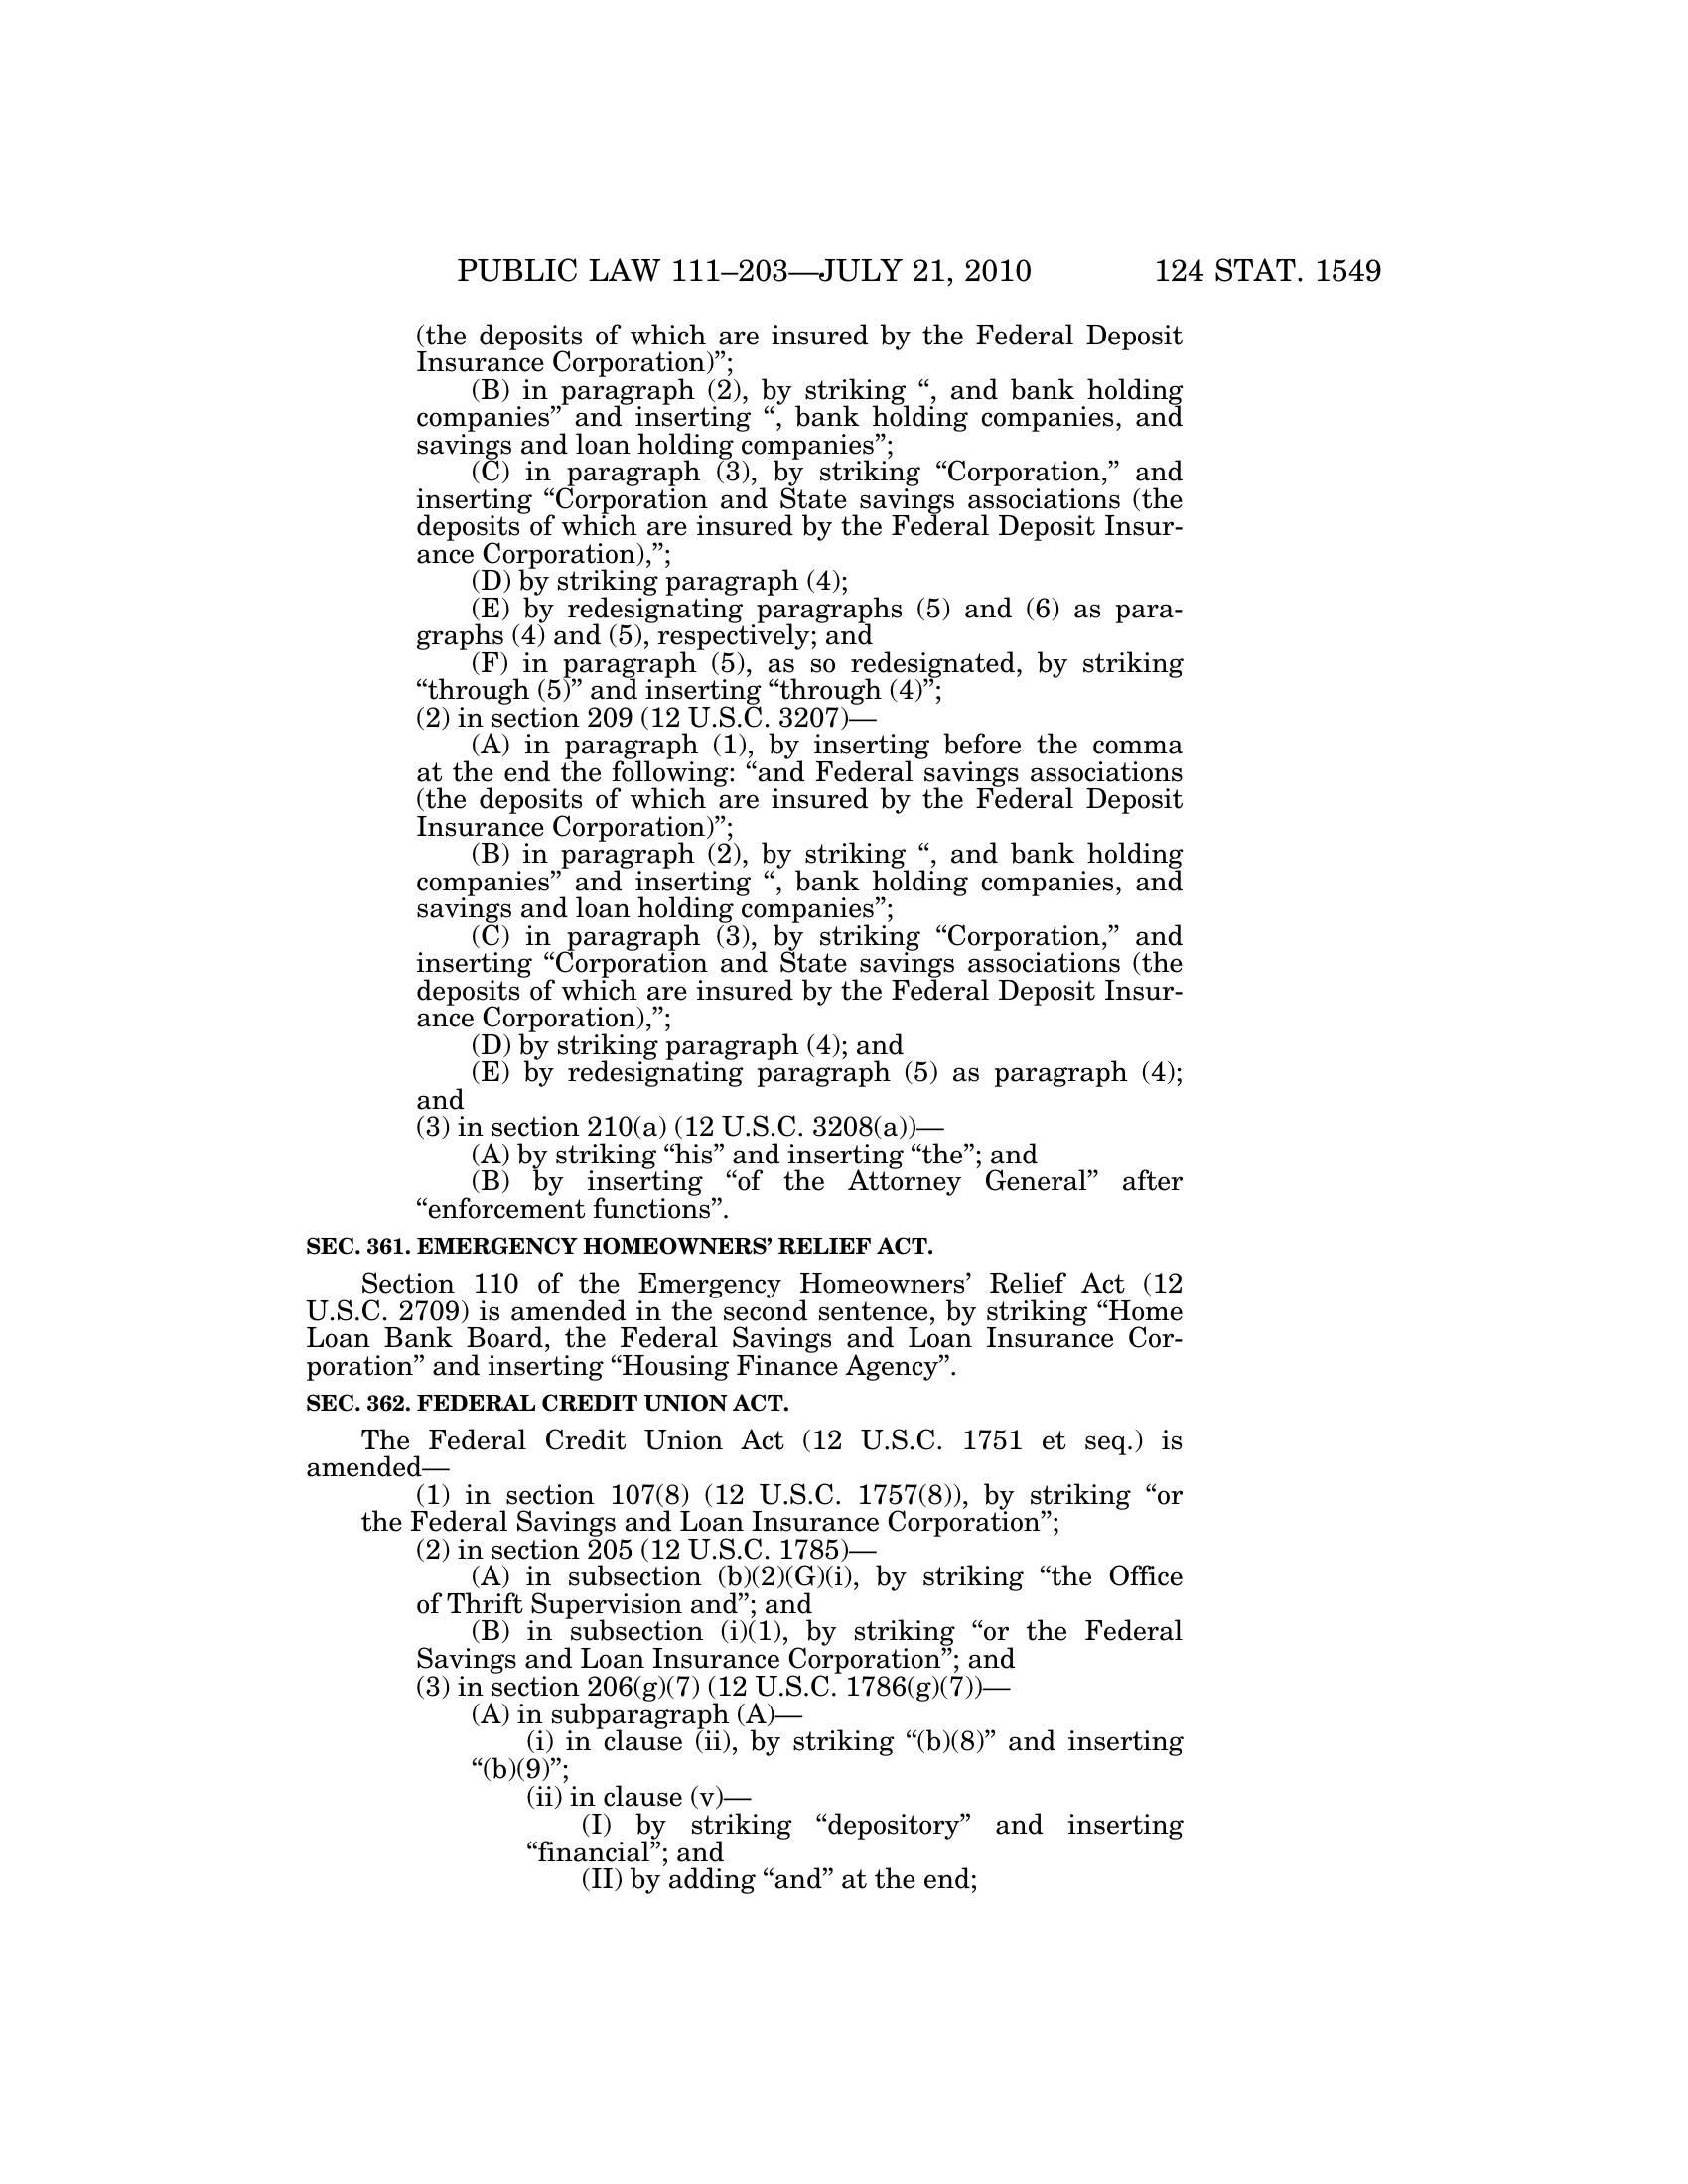 PUBLIC LAW 111–203—JULY 21, 2010 124 STAT. 1549
(the deposits of which are insured by the Federal Deposit
Insurance Corporation)”;
(B) in paragraph (2), by striking “, and bank holding
companies” and inserting “, bank holding companies, and
savings and loan holding companies”;
(C) in paragraph (3), by striking “Corporation,” and
inserting “Corporation and State savings associations (the
deposits of which are insured by the Federal Deposit Insur-
ance Corporation),”;
(D) by striking paragraph (4);
(E) by redesignating paragraphs (5) and (6) as para-
graphs (4) and (5), respectively; and
(F) in paragraph (5), as so redesignated, by striking
“through (5)” and inserting “through (4)”;
(2) in section 209 (12 U.S.C. 3207)—
(A) in paragraph (1), by inserting before the comma
at the end the following: “and Federal savings associations
(the deposits of which are insured by the Federal Deposit
Insurance Corporation)”;
(B) in paragraph (2), by striking “, and bank holding
companies” and inserting “, bank holding companies, and
savings and loan holding companies”;
(C) in paragraph (3), by striking “Corporation,” and
inserting “Corporation and State savings associations (the
deposits of which are insured by the Federal Deposit Insur-
ance Corporation),”;
(D) by striking paragraph (4); and
(E) by redesignating paragraph (5) as paragraph (4);
and
(3) in section 210(a) (12 U.S.C. 3208(a))—
(A) by striking “his” and inserting “the”; and
(B) by inserting “of the Attorney General” after
“enforcement functions”.
SEC. 361. EMERGENCY HOMEOWNERS’ RELIEF ACT.
Section 110 of the Emergency Homeowners’ Relief Act (12
U.S.C. 2709) is amended in the second sentence, by striking “Home
Loan Bank Board, the Federal Savings and Loan Insurance Cor-
poration” and inserting “Housing Finance Agency”.
SEC. 362. FEDERAL CREDIT UNION ACT.
The Federal Credit Union Act (12 U.S.C. 1751 et seq.) is
amended—
(1) in section 107(8) (12 U.S.C. 1757(8)), by striking “or
the Federal Savings and Loan Insurance Corporation”;
(2) in section 205 (12 U.S.C. 1785)—
(A) in subsection (b)(2)(G)(i), by striking “the Office
of Thrift Supervision and”; and
(B) in subsection (i)(1), by striking “or the Federal
Savings and Loan Insurance Corporation”; and
(3) in section 206(g)(7) (12 U.S.C. 1786(g)(7))—
(A) in subparagraph (A)—
(i) in clause (ii), by striking “(b)(8)” and inserting
“(b)(9)”;
(ii) in clause (v)—
(I) by striking “depository” and inserting
“financial”; and
(II) by adding “and” at the end;